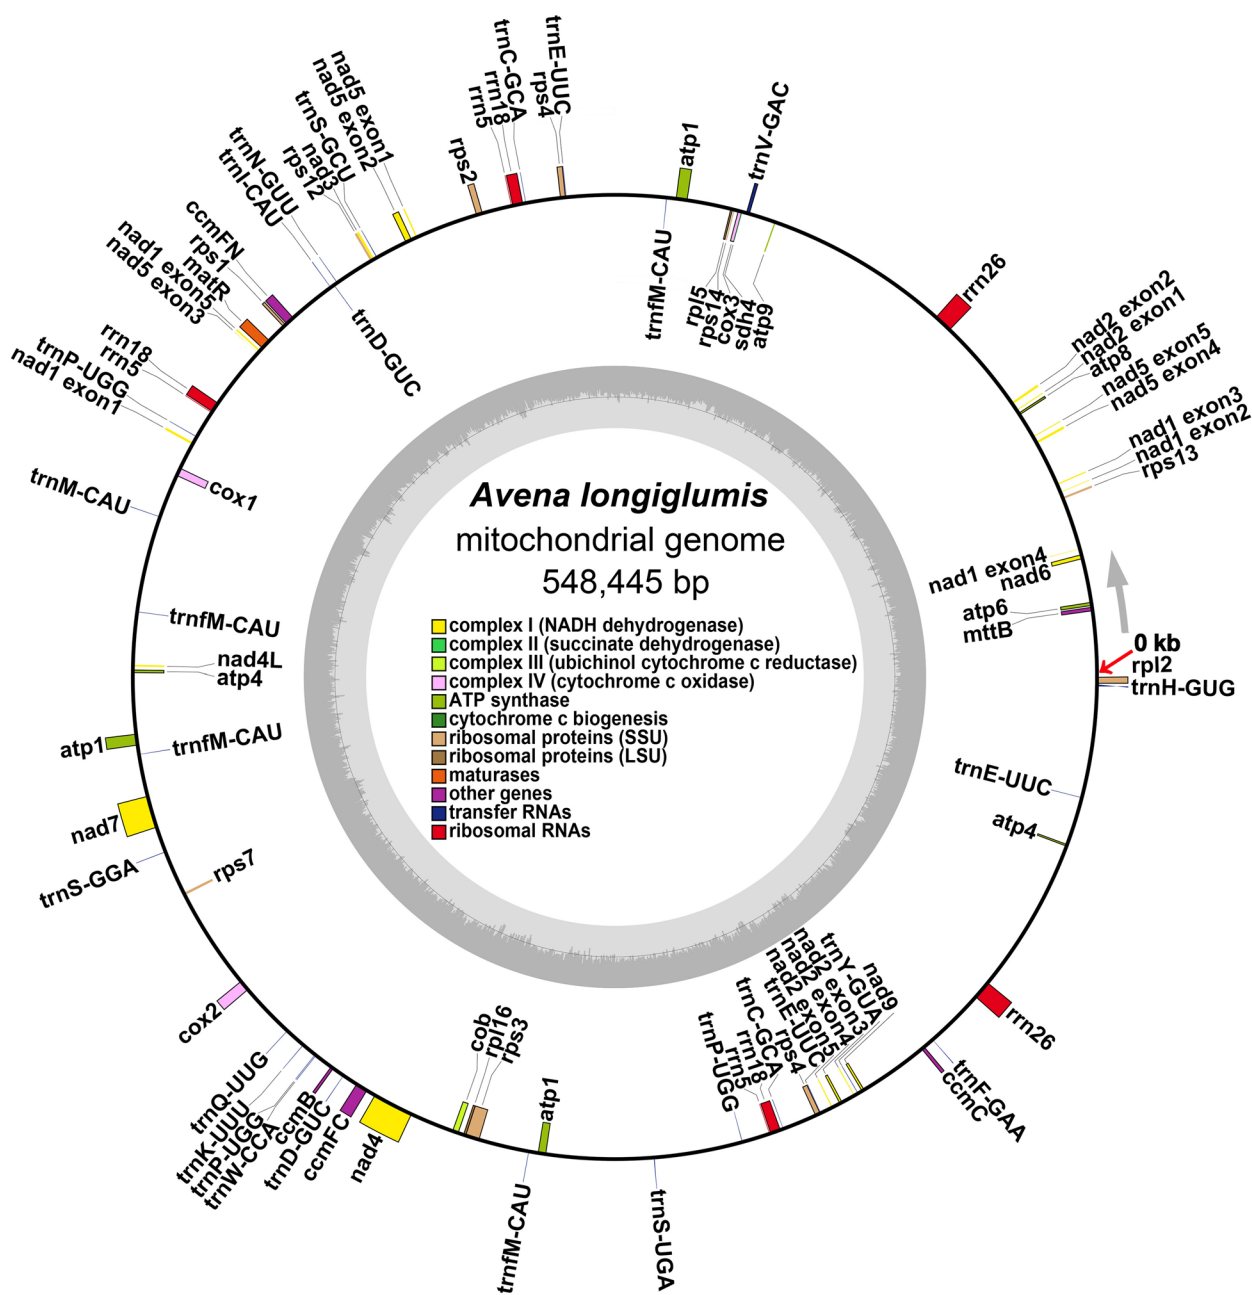 Avena longiglumis
mitochondrial genome
548,445 bp
complex I (NADH dehydrogenase)
complex II (succinate dehydrogenase)
complex III (ubichinol cytochrome c reductase)
complex IV (cytochrome c oxidase)
ATP synthase
cytochrome c biogenesis
ribosomal proteins (SSU)
ribosomal proteins (LSU)
maturases
other genes
transfer RNAs
ribosomal RNAs
0 kb
rpl2
trnH-GUG
mttB
atp6
nad6
nad1 exon4
rps13
nad1 exon2
nad1 exon3
nad5 exon4
nad5 exon5
atp8
nad2 exon1
nad2 exon2
rrn26
atp9
trnV-GAC
sdh4
cox3
rps14
rpl5
atp1
trnfM-CAU
trnE-UUC
rps4
trnC-GCA
rrn18
rrn5
rps2
nad5 exon1
nad5 exon2
trnS-GCU
nad3
rps12
trnN-GUU
trnI-CAU
trnD-GUC
ccmFN
rps1
matR
nad1 exon5
nad5 exon3
rrn18
rrn5
trnP-UGG
nad1 exon1
cox1
trnM-CAU
trnfM-CAU
nad4L
atp4
atp1
trnfM-CAU
nad7
trnS-GGA
rps7
cox2
trnQ-UUG
trnK-UUU
trnP-UGG
trnW-CCA
ccmB
trnD-GUC
ccmFC
nad4
cob
rpl16
rps3
trnfM-CAU
atp1
trnS-UGA
trnP-UGG
rrn5
rrn18
trnC-GCA
rps4
trnE-UUC
nad2 exon5
nad2 exon4
nad2 exon3
trnY-GUA
nad9
ccmC
trnF-GAA
rrn26
atp4
trnE-UUC